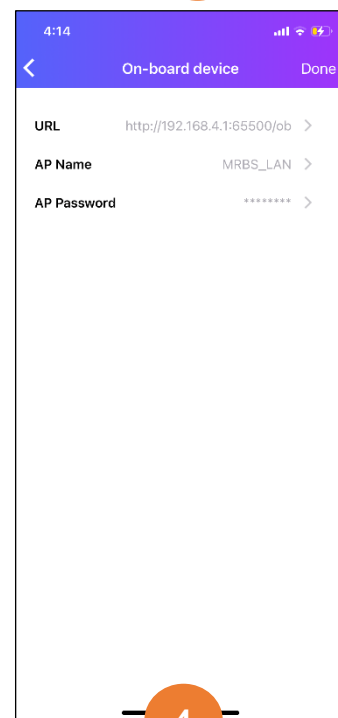 4:14
On-board device Done
URL http://192.168.4.1:65500/ob
AP Name MRBS_LAN
AP Password ********